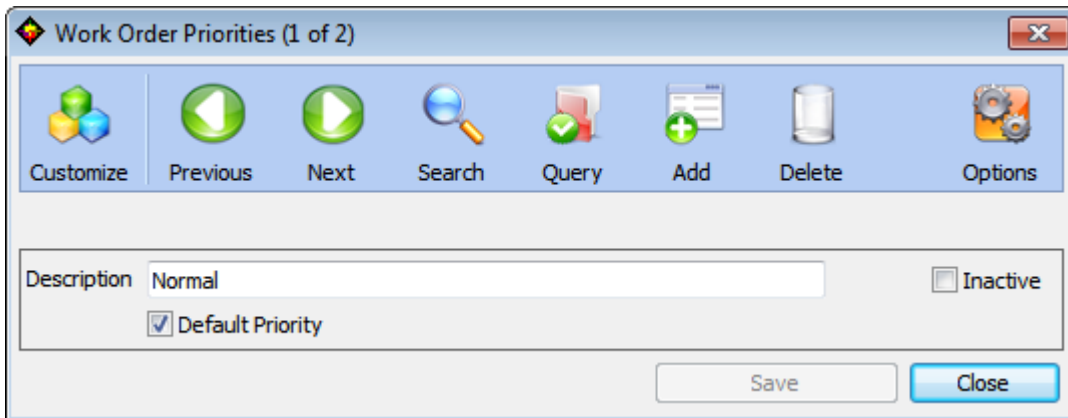 Work Order Priorities (1 of 2)
Customize Previous Next Search Query Add Delete Options
Description Normal Inactive
Default Priority
Save Close